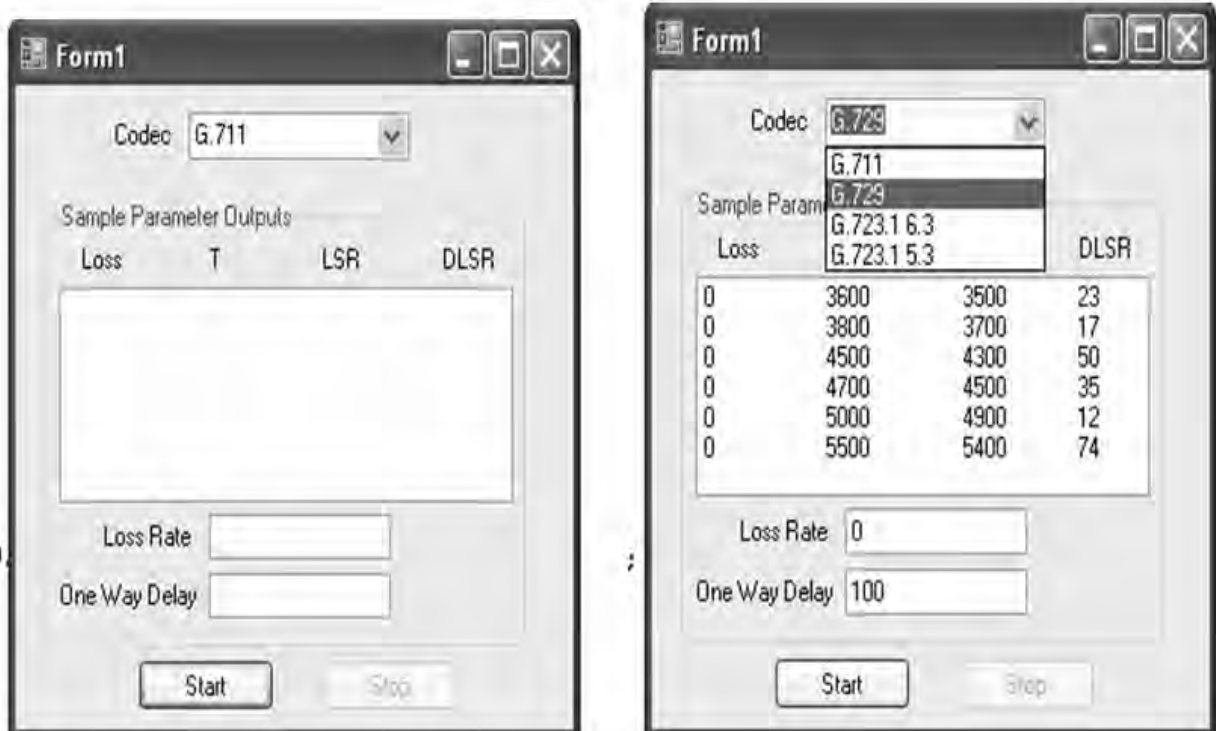 Form1
Codec G.711
Sample Parameter Outputs
Loss T LSR DLSR
Loss Rate
One Way Delay
Start Stop
Form1
Codec G.729
G.711
G.729
G.723.1 6.3
G.723.1 5.3
Sample Param
Loss DLSR
0 3600 3500 23
0 3800 3700 17
0 4500 4300 50
0 4700 4500 35
0 5000 4900 12
0 5500 5400 74
Loss Rate 0
One Way Delay 100
Start Stop
;